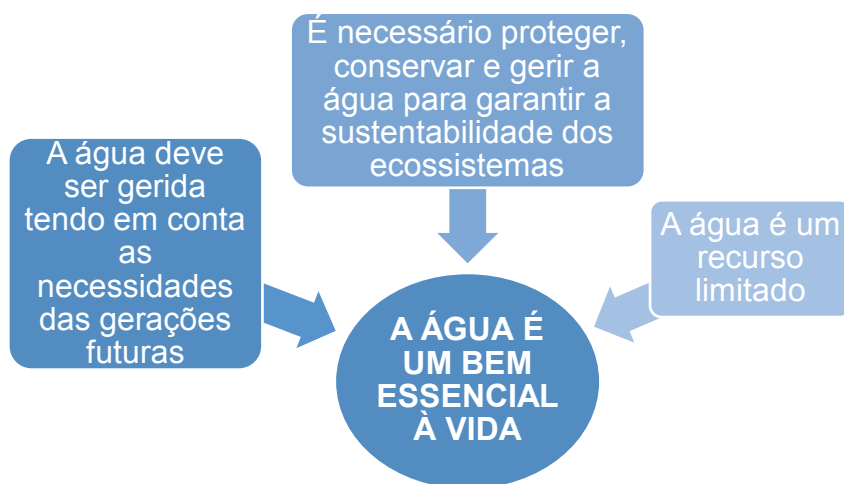 É necessário proteger,
conservar e gerir a
água para garantir a
sustentabilidade dos
ecossistemas
A água deve
ser gerida
tendo em conta
as
necessidades
das gerações
futuras
A água é um
recurso
limitado
A ÁGUA É
UM BEM
ESSENCIAL
À VIDA